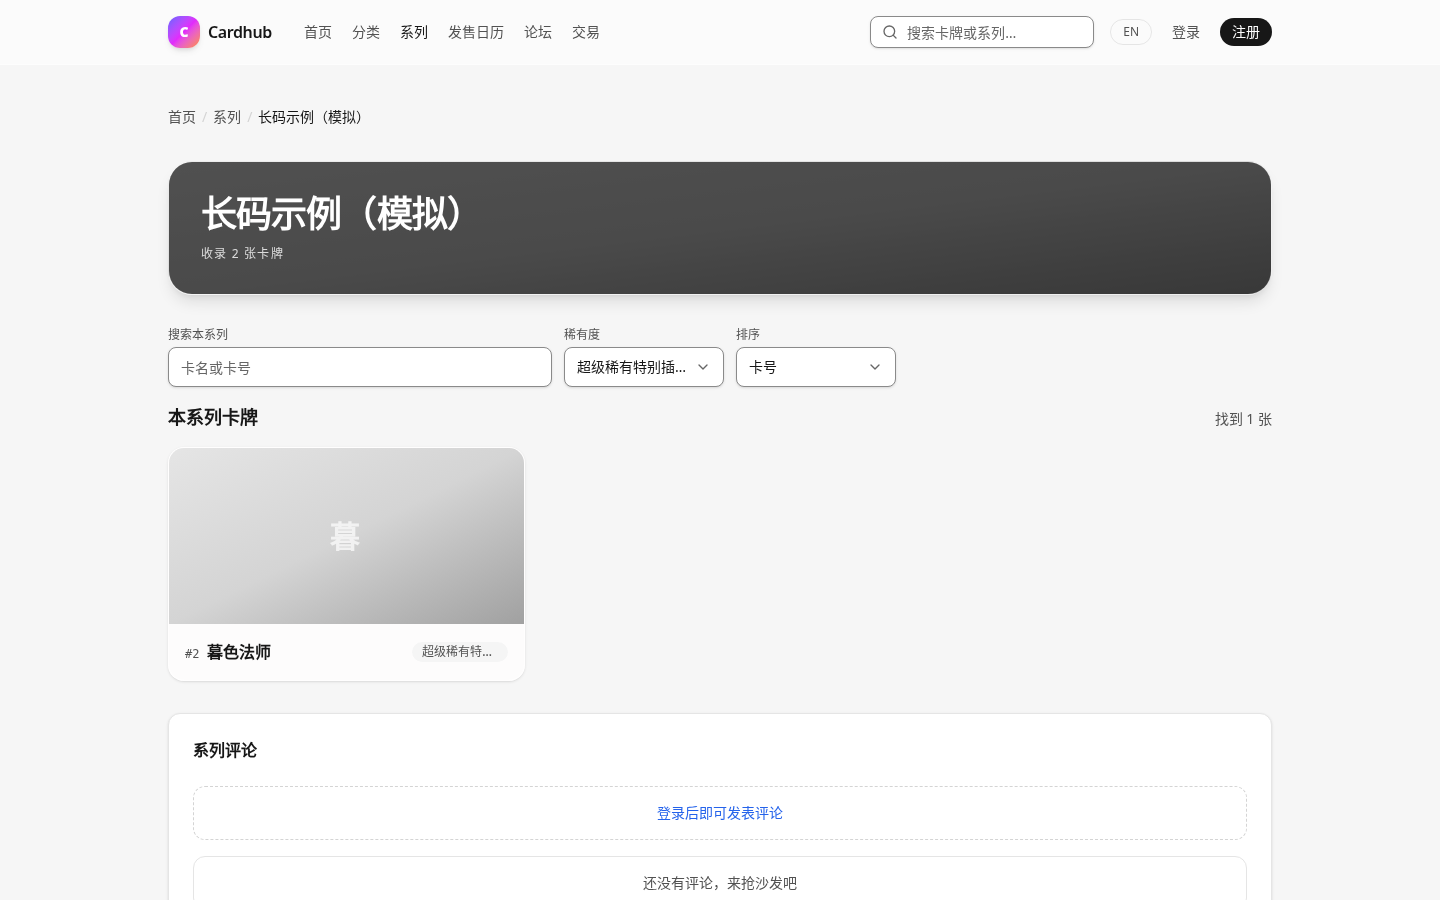 C Cardhub 首页 分类 系列 发售日历 论坛 交易 搜索卡牌或系列... EN 登录 注册
首页 / 系列 / 长码示例（模拟）
长码示例（模拟）
收录 2 张卡牌
搜索本系列 稀有度 排序
卡名或卡号 超级稀有特别插... 卡号
本系列卡牌 找到 1 张
暮
#2 暮色法师 超级稀有特...
系列评论
登录后即可发表评论
还没有评论，来抢沙发吧